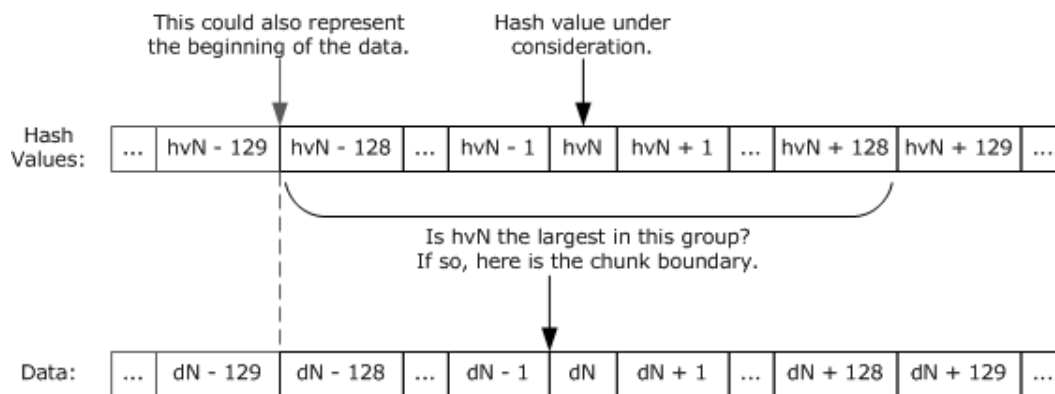 This could also represent
the beginning of the data.
Hash value under
consideration.
Hash
Values:
... hvN - 129 hvN - 128 ... hvN - 1 hvN hvN + 1 ... hvN + 128 hvN + 129 ...
Is hvN the largest in this group?
If so, here is the chunk boundary.
Data: ... dN - 129 dN - 128 ... dN - 1 dN dN + 1 ... dN + 128 dN + 129 ...